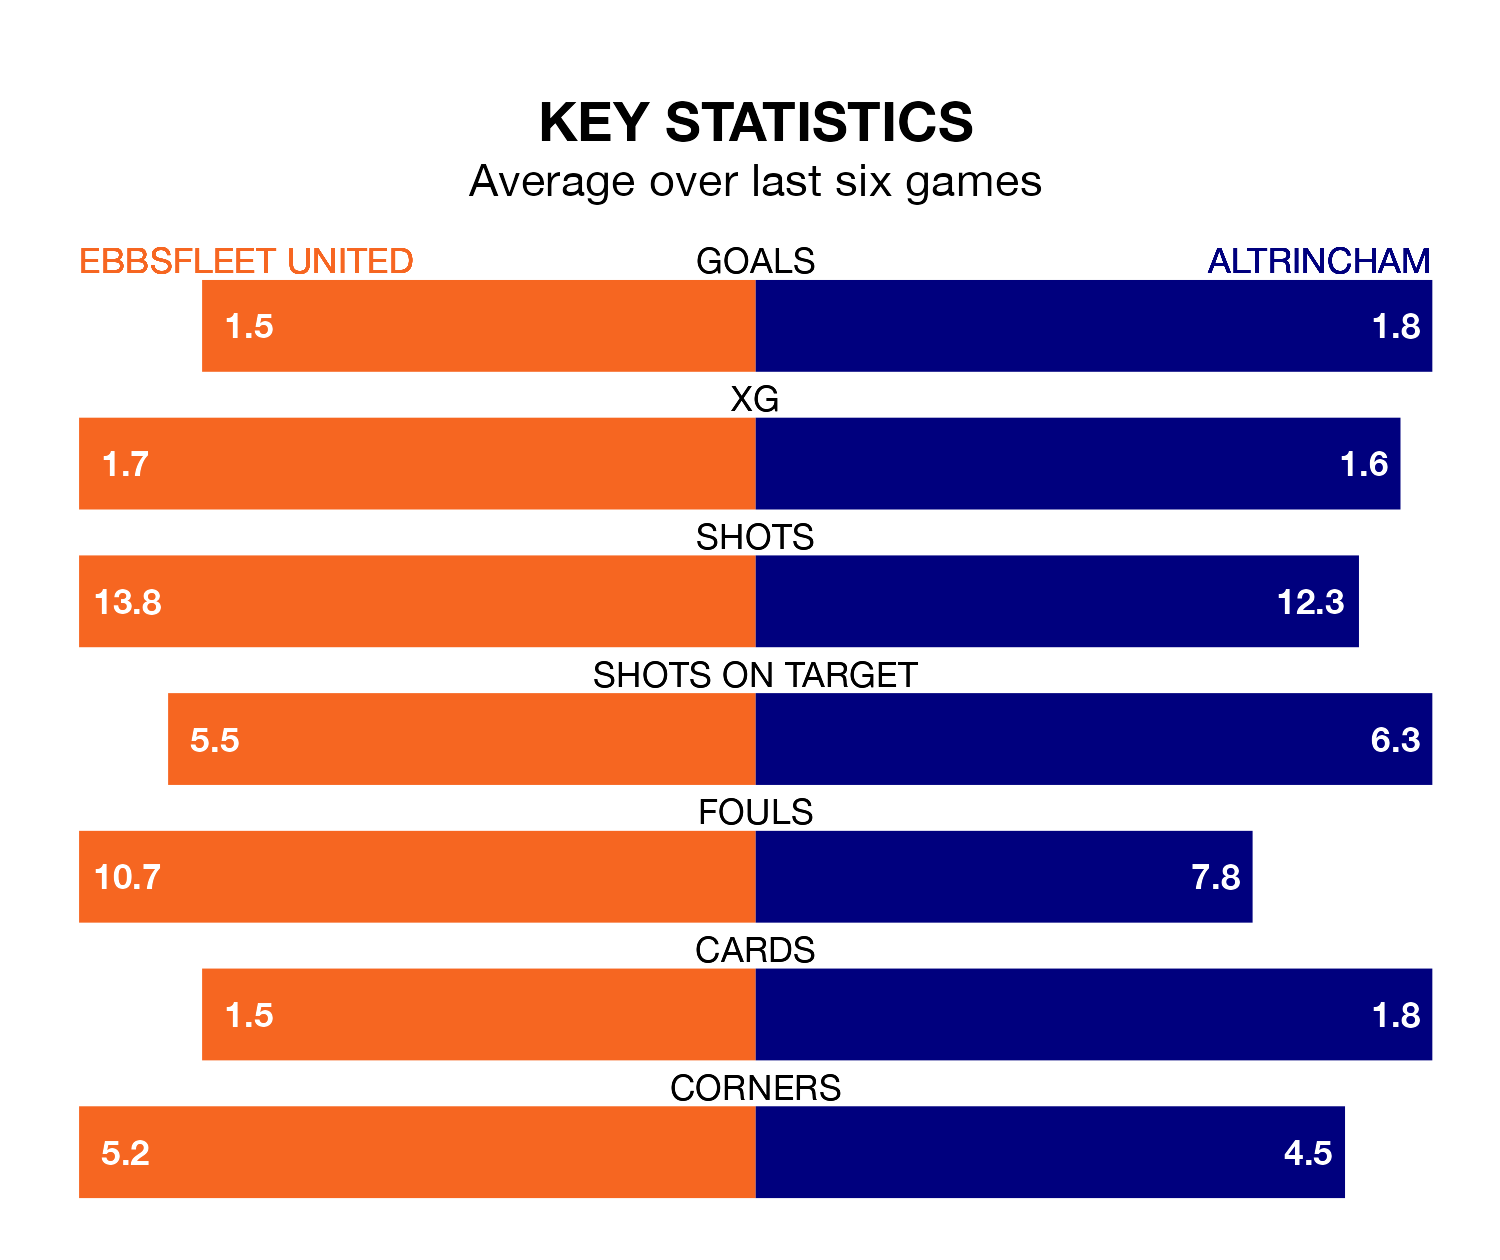 KEY STATISTICS
Average over last six games
EBBSFLEET UNITED GOALS ALTRINCHAM
1.5 1.8
XG
1.7 1.6
SHOTS
13.8 12.3
SHOTS ON TARGET
5.5 6.3
FOULS
10.7 7.8
CARDS
1.5 1.8
CORNERS
5.2 4.5